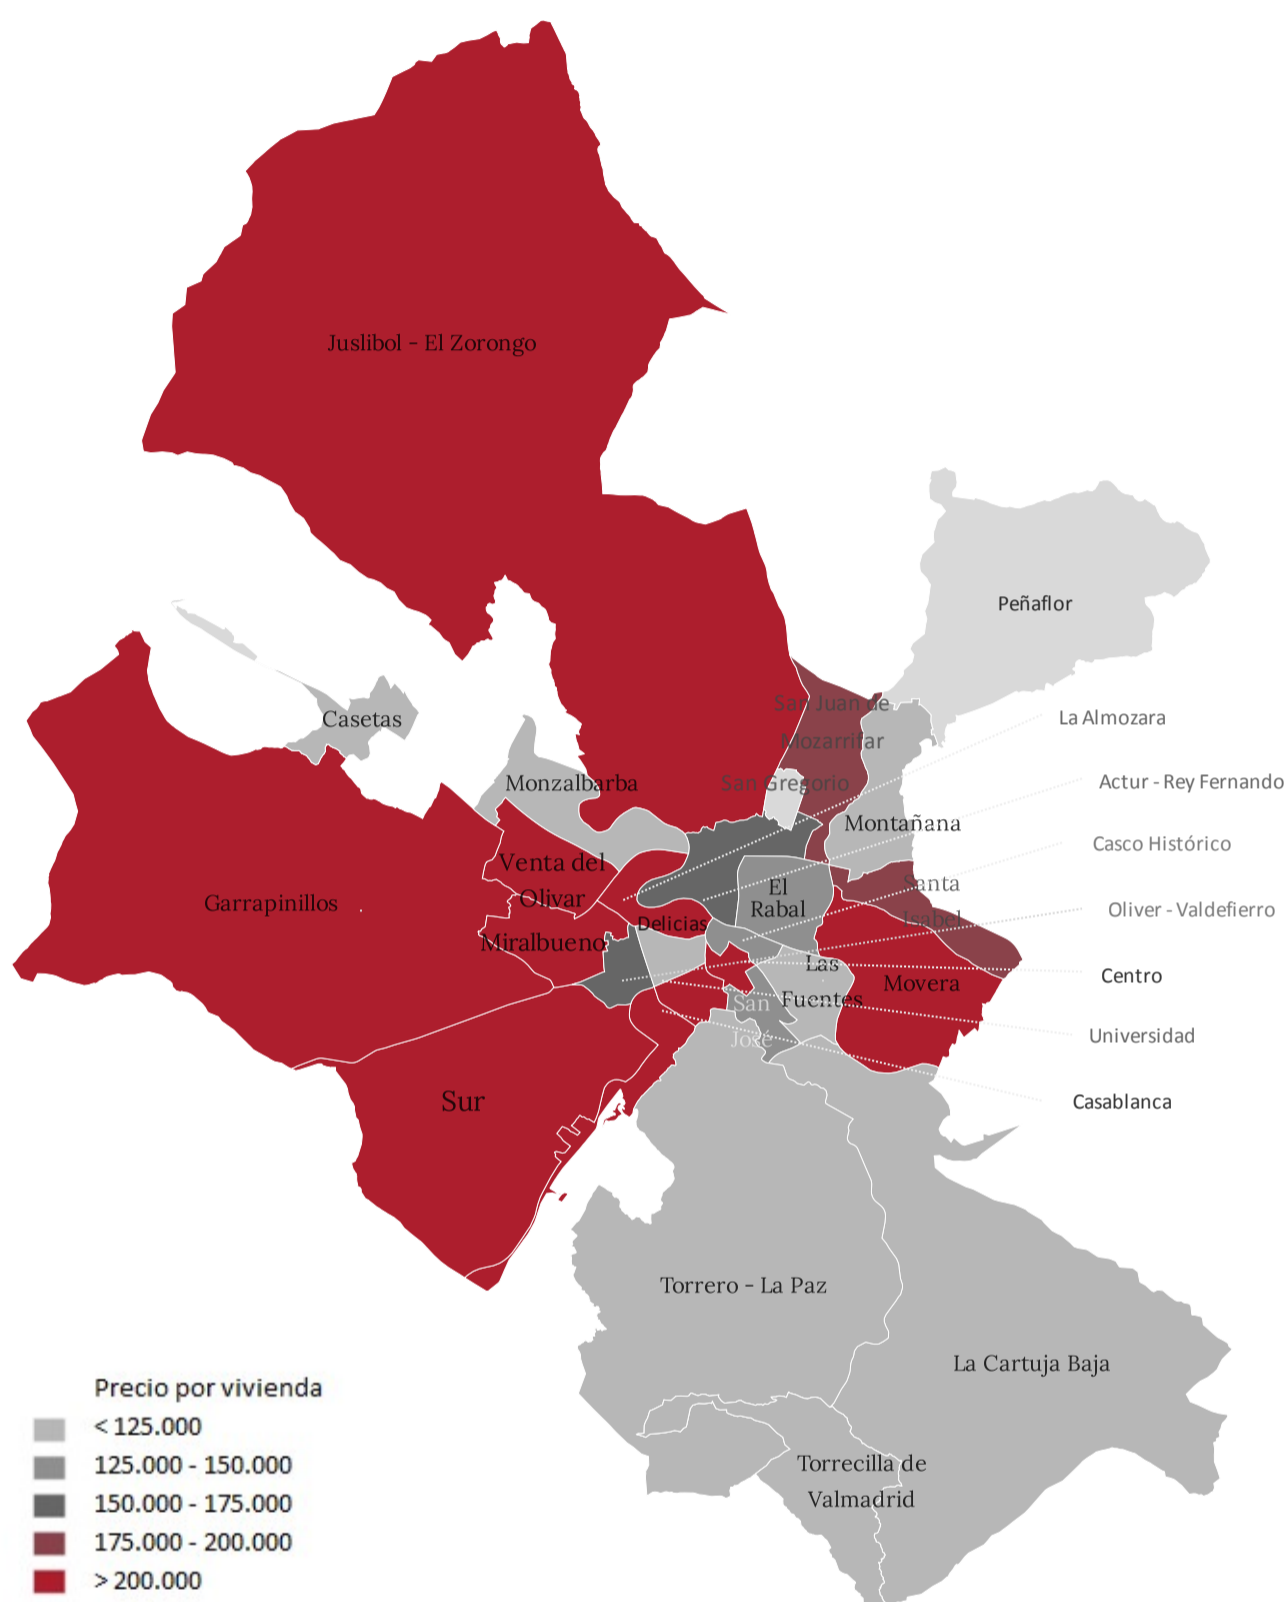 Juslibol - El Zorongo
Peñaflor
San Juan de
Mozarrifar
La Almozara
Casetas
San Gregorio
Monzalbarba
Actur - Rey Fernando
Montañana
Casco Histórico
Venta del
Olivar
Santa
Isabel
El
Rabal
Garrapinillos
Oliver - Valdefierro
Delicias
Miralbueno
Las
Fuentes
Centro
Movera
San
José
Universidad
Sur
Casablanca
Torrero - La Paz
La Cartuja Baja
Torrecilla de
Valmadrid
Precio por vivienda
< 125.000
125.000 - 150.000
150.000 - 175.000
175.000 - 200.000
> 200.000